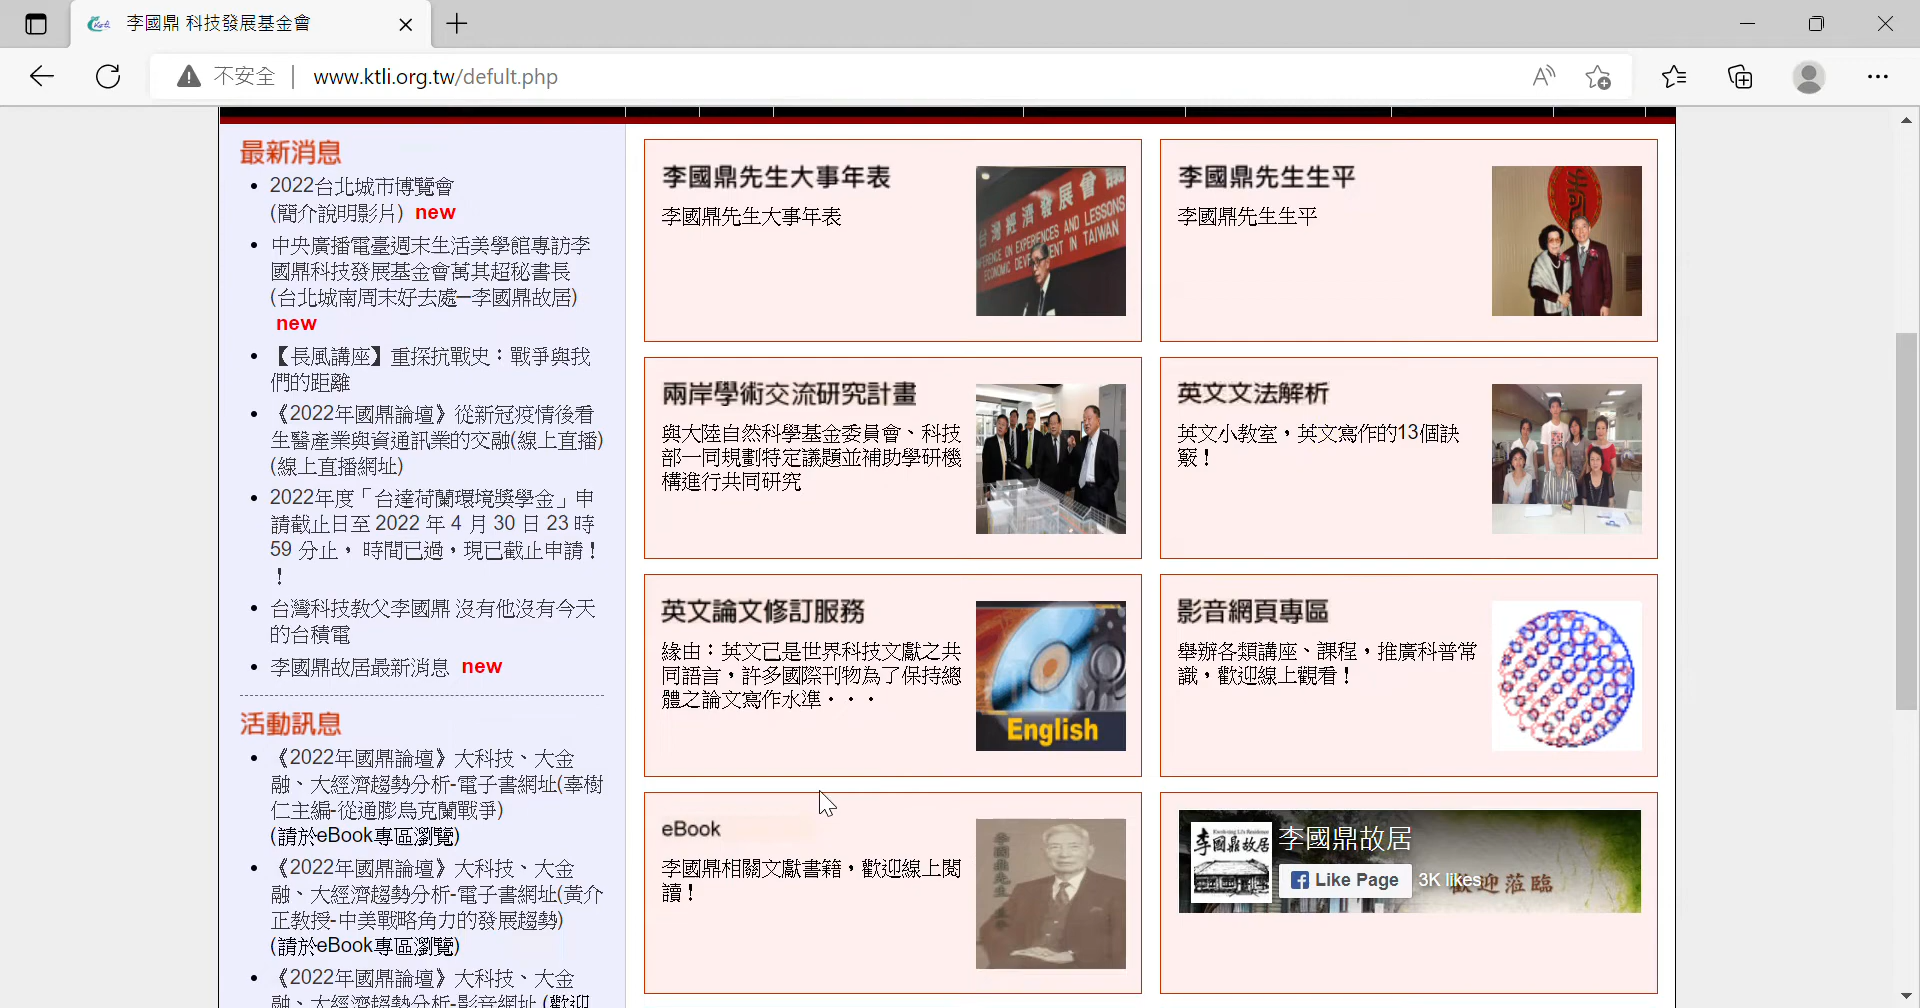 李國鼎 科技發展基金會
不安全
www.ktli.org.tw/defult.php
最新消息
2022台北城市博覽會
(簡介說明影片) new
中央廣播電臺週末生活美學館專訪李
國鼎科技發展基金會萬其超秘書長
(台北城南周末好去處─李國鼎故居)
new
【長風講座】重探抗戰史：戰爭與我
們的距離
《2022年國鼎論壇》從新冠疫情後看
生醫產業與資通訊業的交融(線上直播)
(線上直播網址)
2022年度「台達荷蘭環境獎學金」申
請截止日至 2022 年 4 月 30 日 23 時
59 分止， 時間已過，現已截止申請！
！
台灣科技教父李國鼎 沒有他沒有今天
的台積電
李國鼎故居最新消息 new
活動訊息
《2022年國鼎論壇》大科技、大金
融、大經濟趨勢分析-電子書網址(辜樹
仁主編-從通膨烏克蘭戰爭)
(請於eBook專區瀏覽)
《2022年國鼎論壇》大科技、大金
融、大經濟趨勢分析-電子書網址(黃介
正教授-中美戰略角力的發展趨勢)
(請於eBook專區瀏覽)
《2022年國鼎論壇》大科技、大金
融、大經濟趨勢分析-影音網址 (歡迎
李國鼎先生大事年表
李國鼎先生大事年表
台灣經濟發展會議
ERENCE ON EXPERIENCES AND LESSONS
ECONOMIC DEVELOPMENT IN TAIWAN
李國鼎先生生平
李國鼎先生生平
壽
兩岸學術交流研究計畫
與大陸自然科學基金委員會、科技
部一同規劃特定議題並補助學研機
構進行共同研究
英文文法解析
英文小教室，英文寫作的13個訣
竅！
英文論文修訂服務
緣由：英文已是世界科技文獻之共
同語言，許多國際刊物為了保持總
體之論文寫作水準・・・
English
影音網頁專區
舉辦各類講座、課程，推廣科普常
識，歡迎線上觀看！
eBook
李國鼎相關文獻書籍，歡迎線上閱
讀！
李國鼎故居
李國鼎故居
Like Page
3K likes
歡迎蒞臨